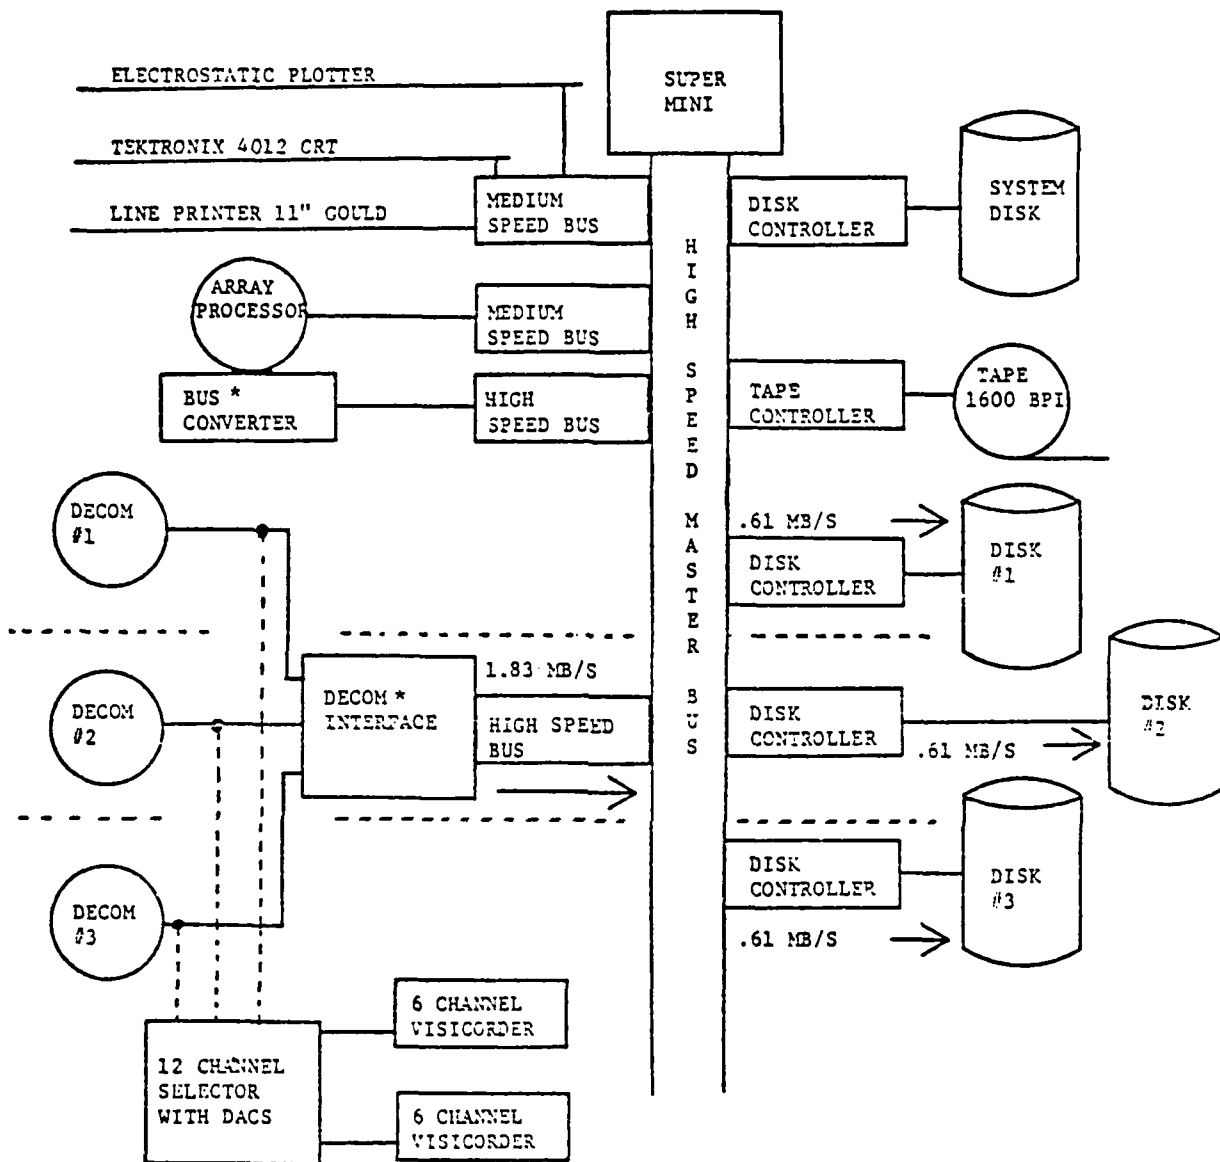 ELECTROSTATIC PLOTTER
TEKTRONIX 4012 CRT
LINE PRINTER 11" GOULD
SUPER
MINI
MEDIUM
SPEED BUS
DISK
CONTROLLER
SYSTEM
DISK
ARRAY
PROCESSOR
MEDIUM
SPEED BUS
BUS *
CONVERTER
HIGH
SPEED BUS
TAPE
CONTROLLER
TAPE
1600 BPI
HIGH SPEED MASTER BUS
DECOM
#1
.61 MB/S
DISK
CONTROLLER
DISK
#1
DECOM
#2
DECOM *
INTERFACE
1.83 MB/S
HIGH SPEED
BUS
DISK
CONTROLLER
.61 MB/S
DISK
#2
DECOM
#3
DISK
CONTROLLER
.61 MB/S
DISK
#3
12 CHANNEL
SELECTOR
WITH DACS
6 CHANNEL
VISICORDER
6 CHANNEL
VISICORDER